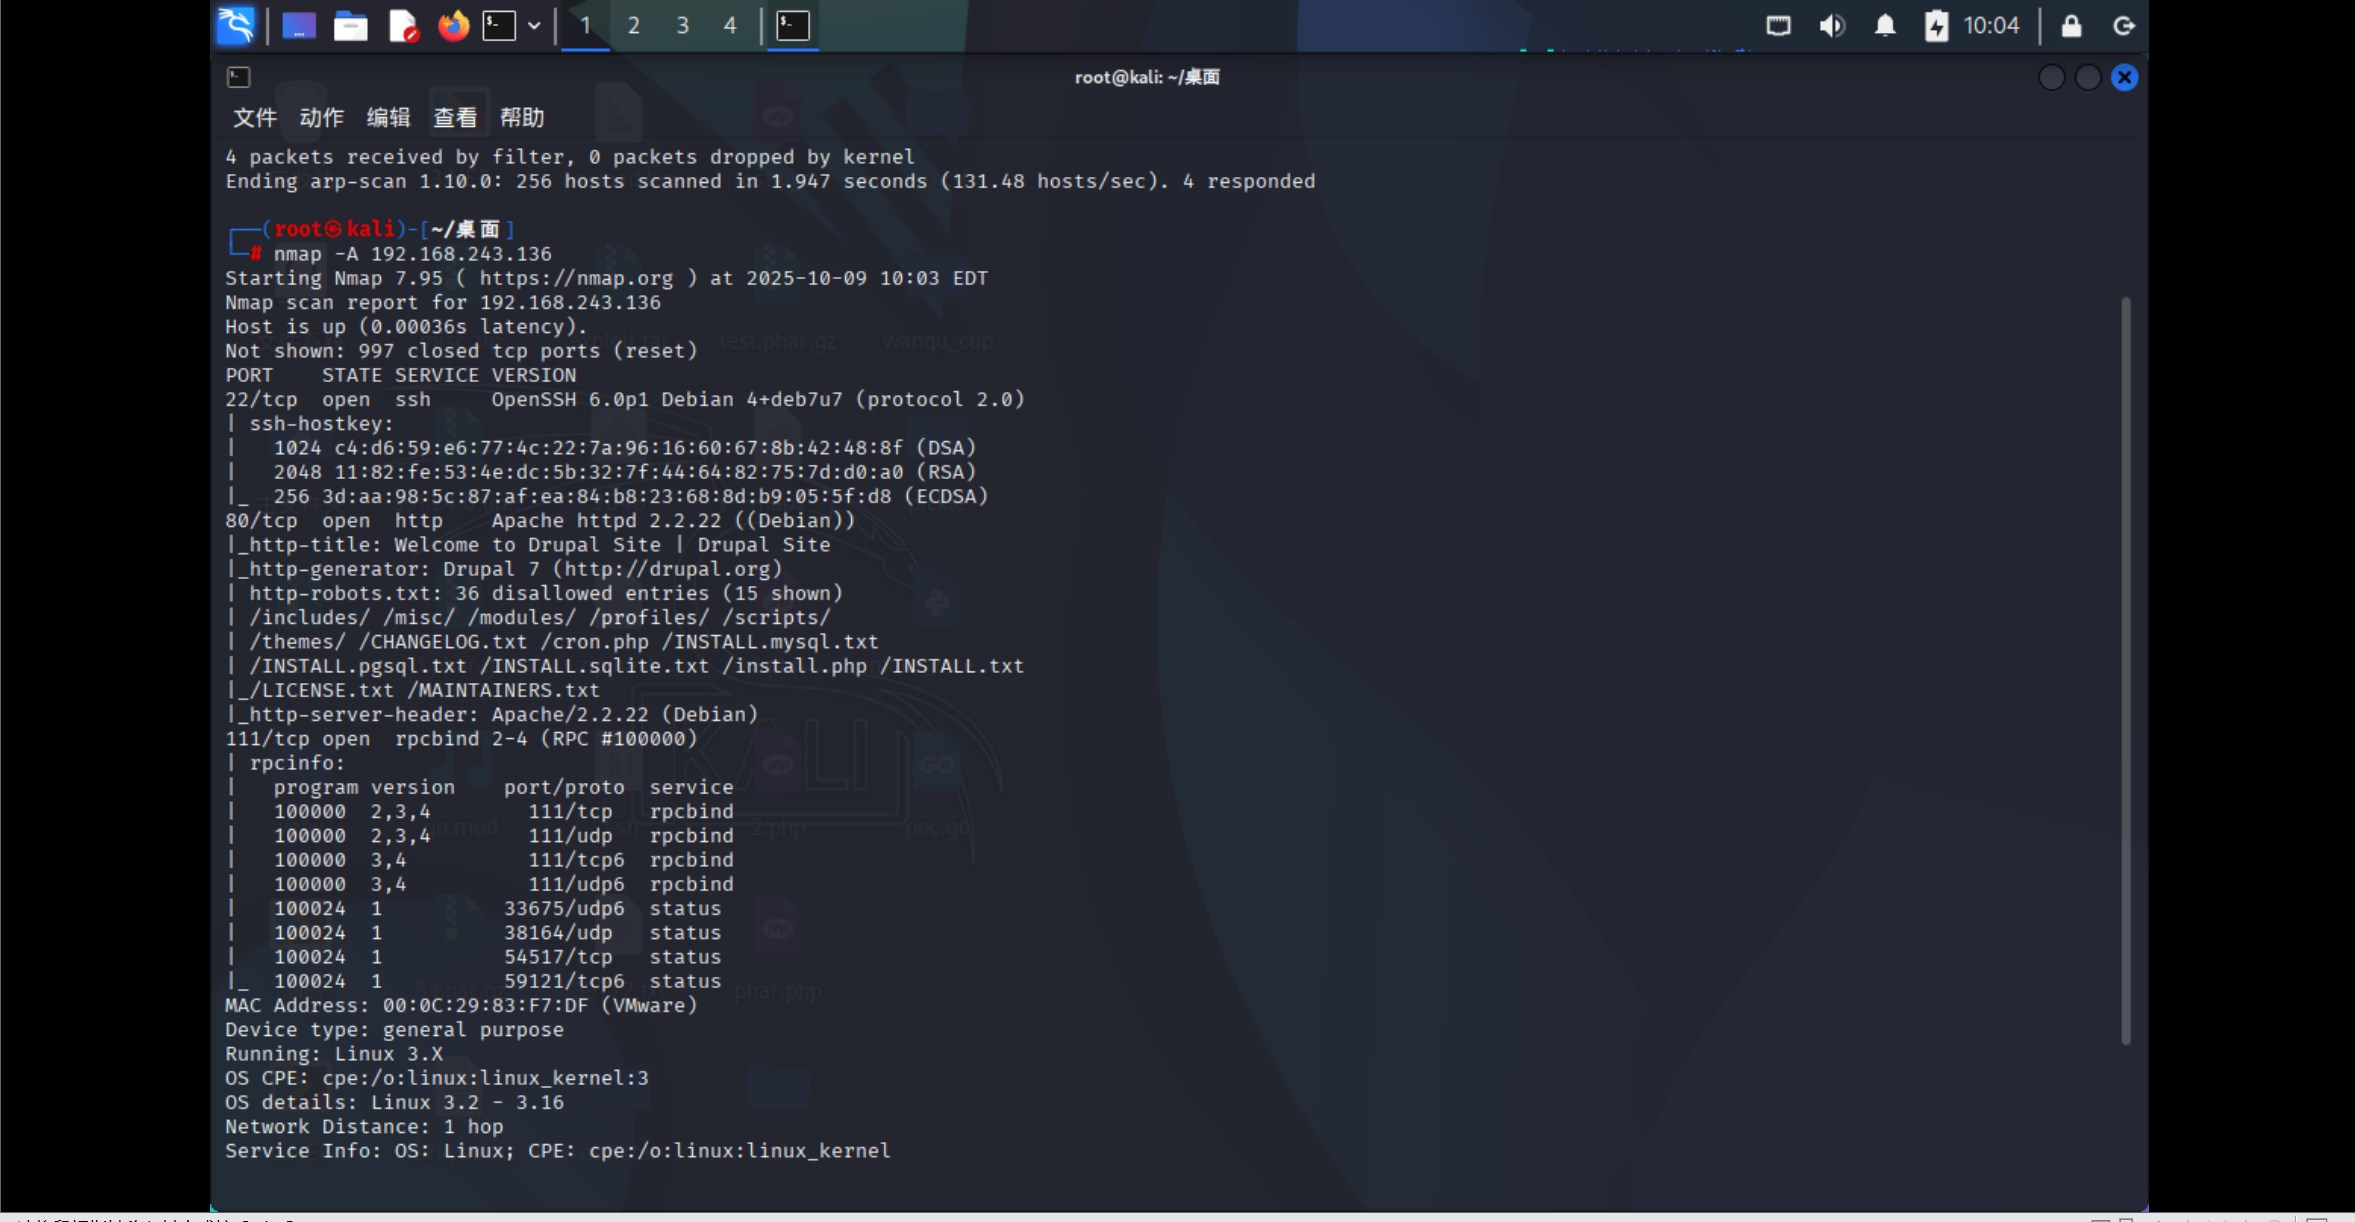 1 2 3 4 10:04
root@kali: ~/桌面
文件 动作 编辑 查看 帮助
4 packets received by filter, 0 packets dropped by kernel
Ending arp-scan 1.10.0: 256 hosts scanned in 1.947 seconds (131.48 hosts/sec). 4 responded
┌──(root㉿kali)-[~/桌面]
└─# nmap -A 192.168.243.136
Starting Nmap 7.95 ( https://nmap.org ) at 2025-10-09 10:03 EDT
Nmap scan report for 192.168.243.136
Host is up (0.00036s latency).
Not shown: 997 closed tcp ports (reset)
PORT    STATE SERVICE VERSION
22/tcp  open  ssh     OpenSSH 6.0p1 Debian 4+deb7u7 (protocol 2.0)
| ssh-hostkey:
|   1024 c4:d6:59:e6:77:4c:22:7a:96:16:60:67:8b:42:48:8f (DSA)
|   2048 11:82:fe:53:4e:dc:5b:32:7f:44:64:82:75:7d:d0:a0 (RSA)
|_  256 3d:aa:98:5c:87:af:ea:84:b8:23:68:8d:b9:05:5f:d8 (ECDSA)
80/tcp  open  http    Apache httpd 2.2.22 ((Debian))
|_http-title: Welcome to Drupal Site | Drupal Site
|_http-generator: Drupal 7 (http://drupal.org)
| http-robots.txt: 36 disallowed entries (15 shown)
| /includes/ /misc/ /modules/ /profiles/ /scripts/
| /themes/ /CHANGELOG.txt /cron.php /INSTALL.mysql.txt
| /INSTALL.pgsql.txt /INSTALL.sqlite.txt /install.php /INSTALL.txt
|_/LICENSE.txt /MAINTAINERS.txt
|_http-server-header: Apache/2.2.22 (Debian)
111/tcp open  rpcbind 2-4 (RPC #100000)
| rpcinfo:
|   program version    port/proto  service
|   100000  2,3,4        111/tcp   rpcbind
|   100000  2,3,4        111/udp   rpcbind
|   100000  3,4          111/tcp6  rpcbind
|   100000  3,4          111/udp6  rpcbind
|   100024  1          33675/udp6  status
|   100024  1          38164/udp   status
|   100024  1          54517/tcp   status
|_  100024  1          59121/tcp6  status
MAC Address: 00:0C:29:83:F7:DF (VMware)
Device type: general purpose
Running: Linux 3.X
OS CPE: cpe:/o:linux:linux_kernel:3
OS details: Linux 3.2 - 3.16
Network Distance: 1 hop
Service Info: OS: Linux; CPE: cpe:/o:linux:linux_kernel
test.phar.gz wanqu_cup
2.php poc.go
phar.php
KALI